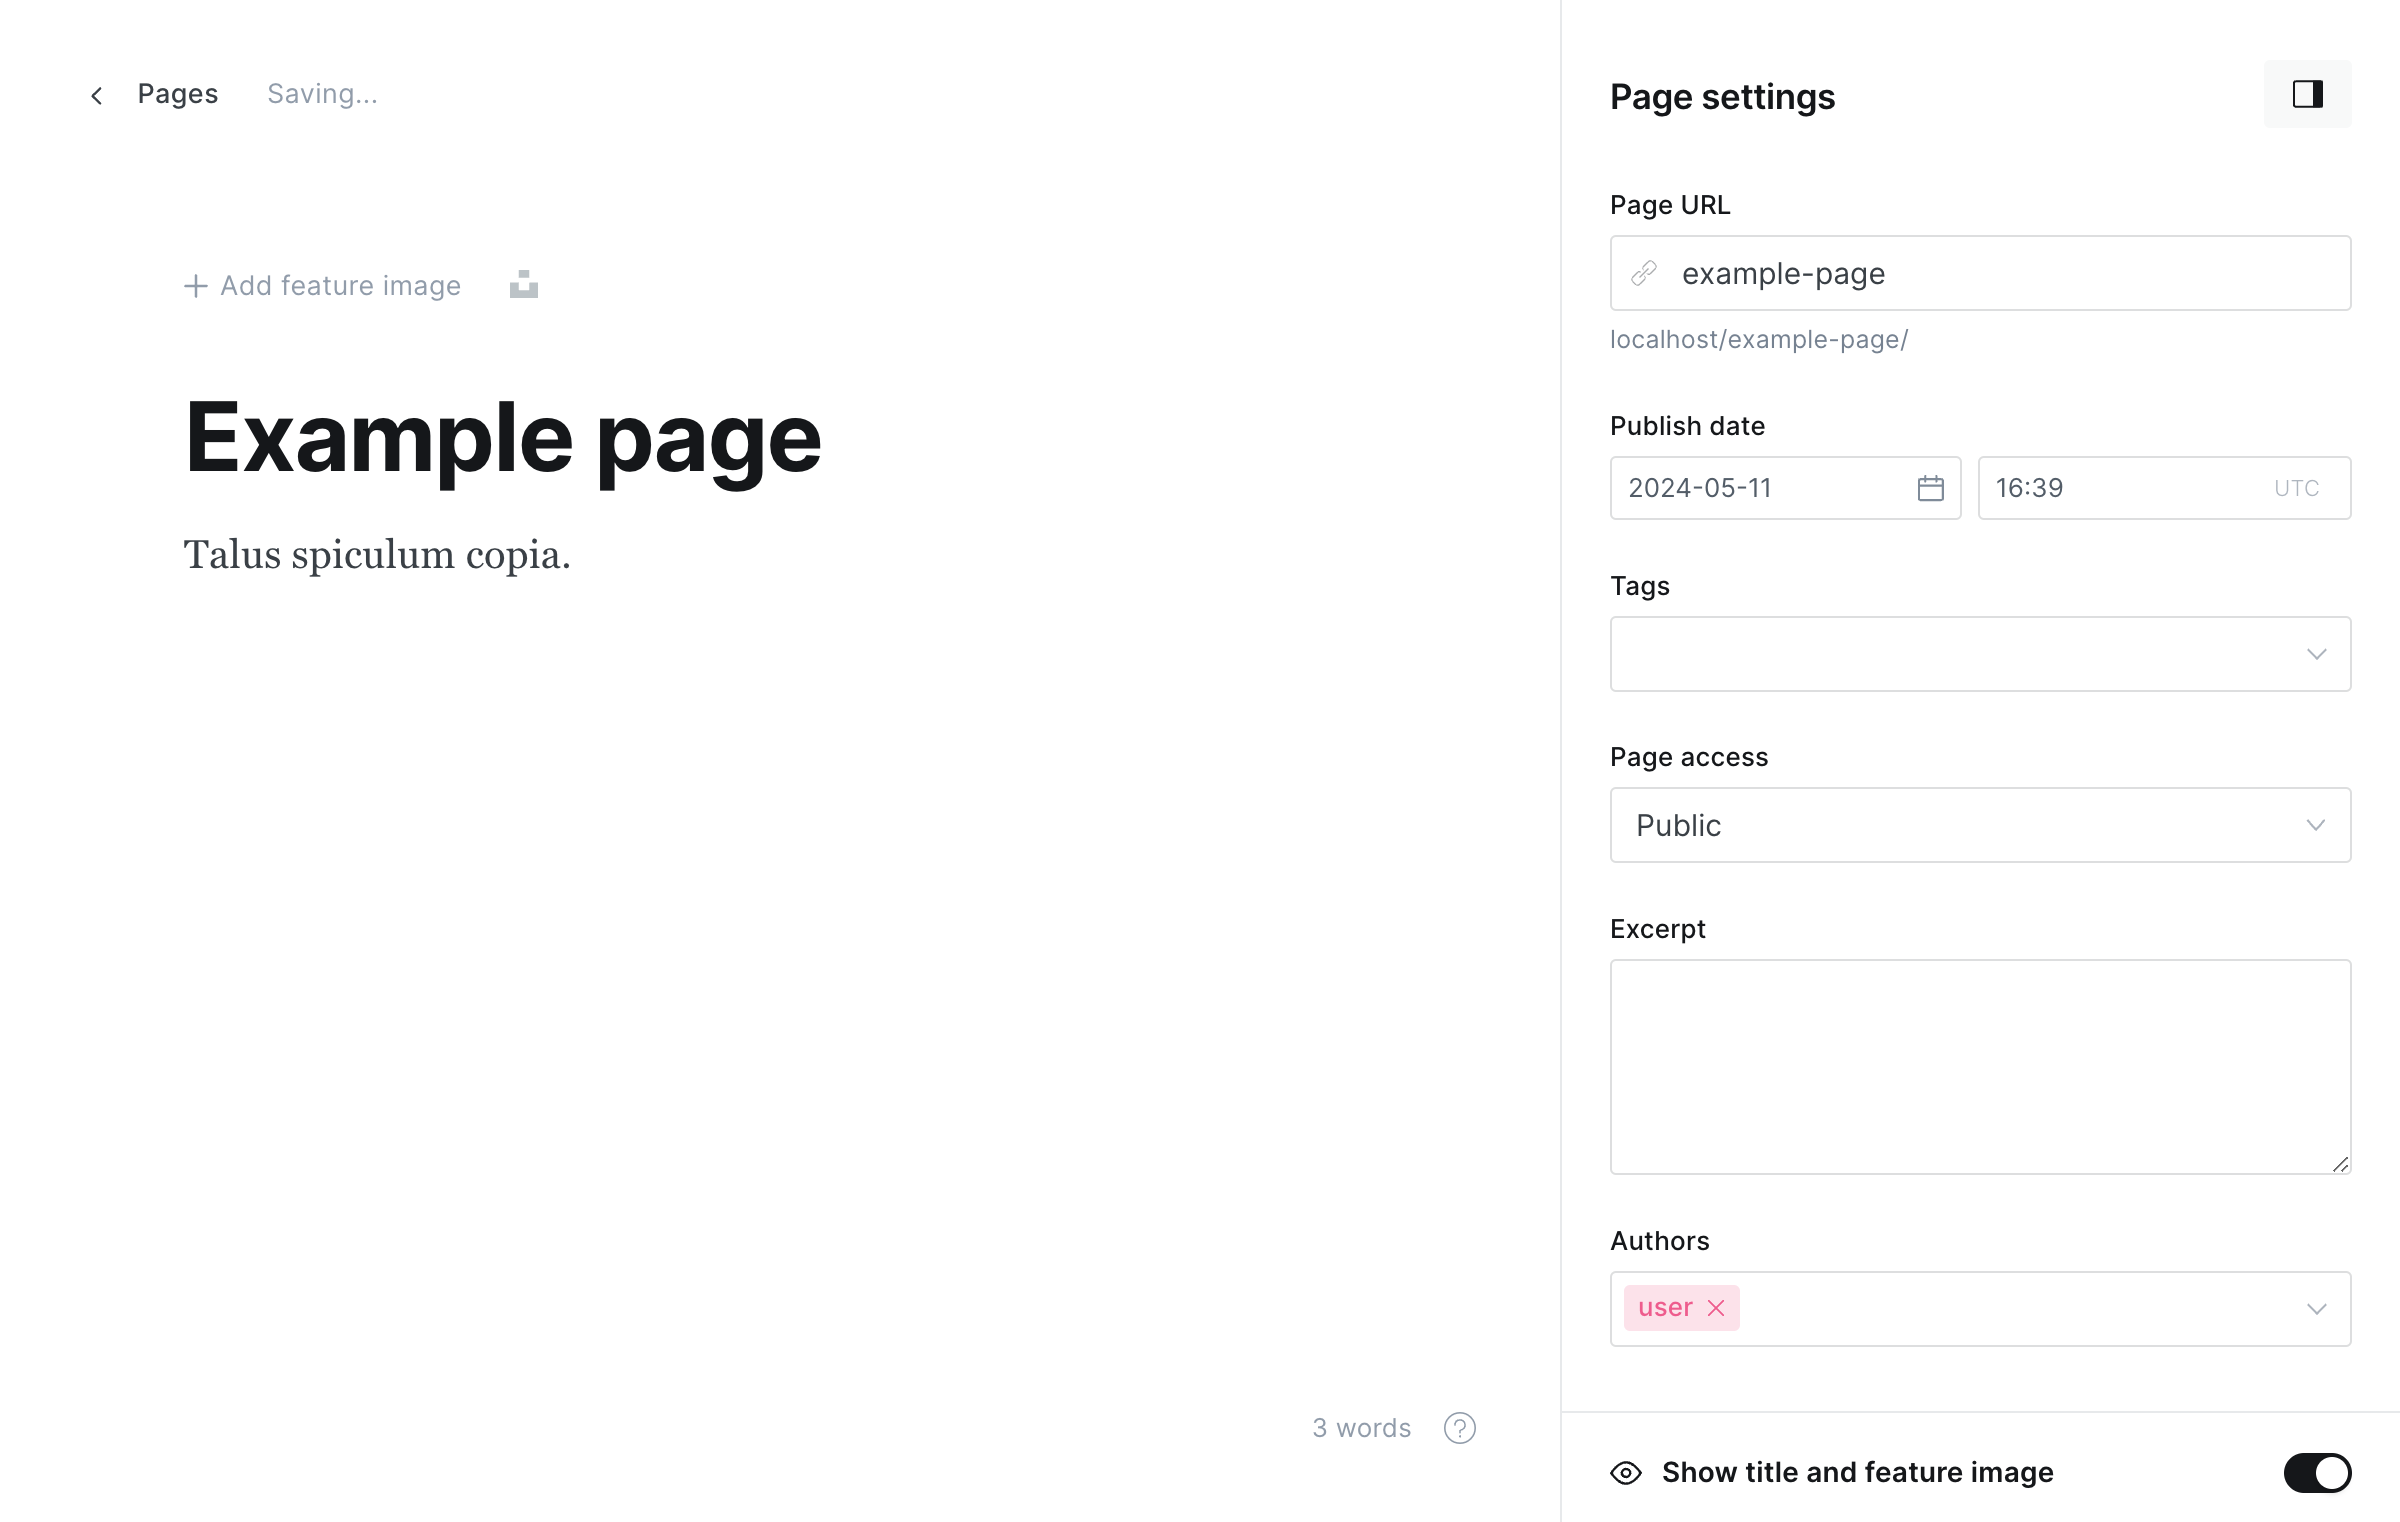 Pages Saving...
Add feature image
Example page
Talus spiculum copia.
3 words ?
Page settings
Page URL
example-page
localhost/example-page/
Publish date
2024-05-11 16:39 UTC
Tags
Page access
Public
Excerpt
Authors
user
Show title and feature image